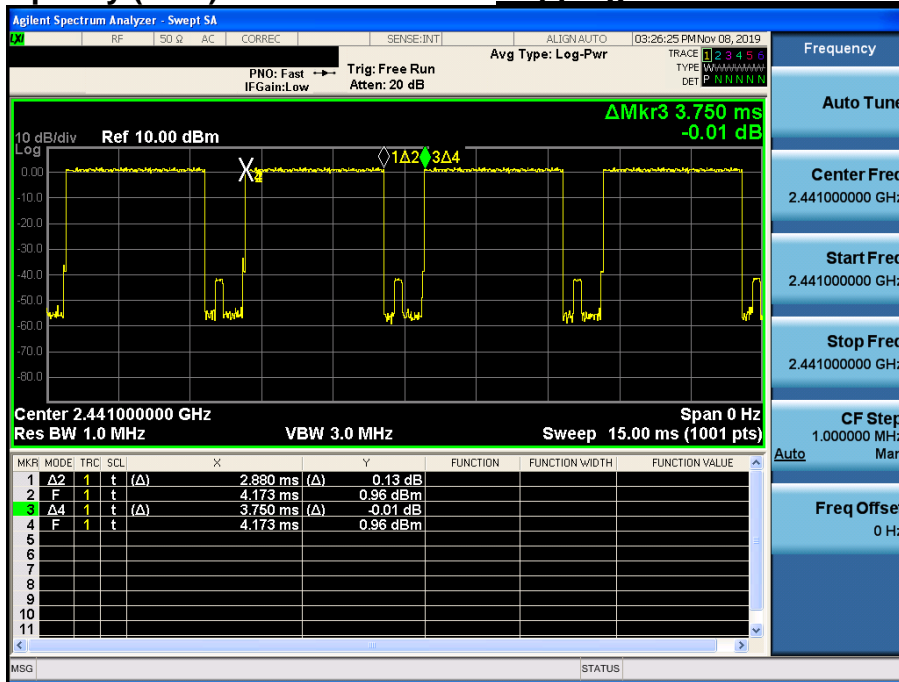 Agilent Spectrum Analyzer - Swept SA
LXI RF 50 Ω AC CORREC SENSE:INT ALIGN AUTO 03:26:25 PM Nov 08, 2019
Frequency
PNO: Fast
IFGain:Low
Trig: Free Run
Atten: 20 dB
Avg Type: Log-Pwr
TRACE 1 2 3 4 5 6
TYPE W
DET P N N N N N
ΔMkr3 3.750 ms
-0.01 dB
10 dB/div Ref 10.00 dBm
Log
1Δ2 3Δ4
0.00
-10.0
-20.0
-30.0
-40.0
-50.0
-60.0
-70.0
-80.0
Center 2.441000000 GHz Span 0 Hz
Res BW 1.0 MHz VBW 3.0 MHz Sweep 15.00 ms (1001 pts)
MKR MODE TRC SCL X Y FUNCTION FUNCTION WIDTH FUNCTION VALUE
1 Δ2 1 t (Δ) 2.880 ms (Δ) 0.13 dB
2 F 1 t 4.173 ms 0.96 dBm
3 Δ4 1 t (Δ) 3.750 ms (Δ) -0.01 dB
4 F 1 t 4.173 ms 0.96 dBm
5
6
7
8
9
10
11
MSG STATUS
Auto Tune
Center Freq
2.441000000 GHz
Start Freq
2.441000000 GHz
Stop Freq
2.441000000 GHz
CF Step
1.000000 MHz
Auto Man
Freq Offset
0 Hz